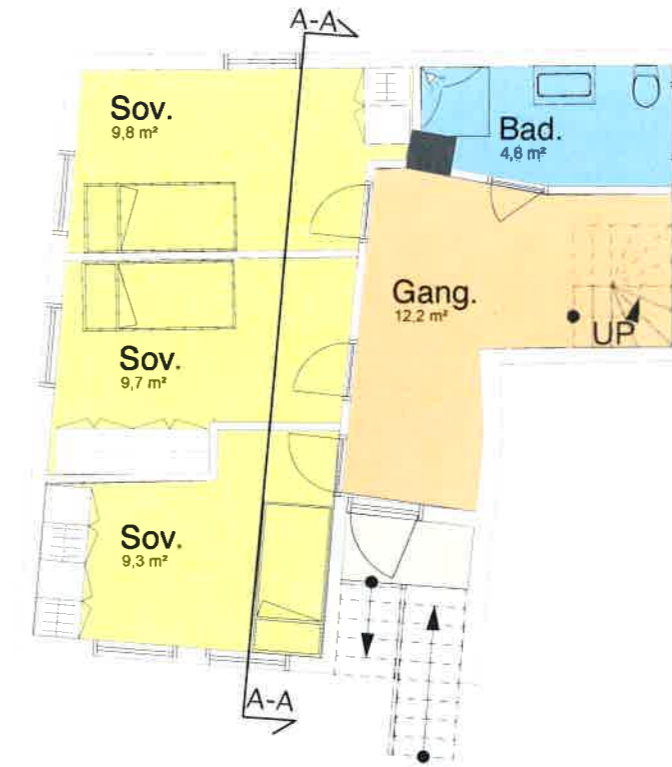 A-A
Sov.
9,8 m²
Bad.
4,8 m²
Gang.
12,2 m²
UP
Sov.
9,7 m²
Sov.
9,3 m²
A-A